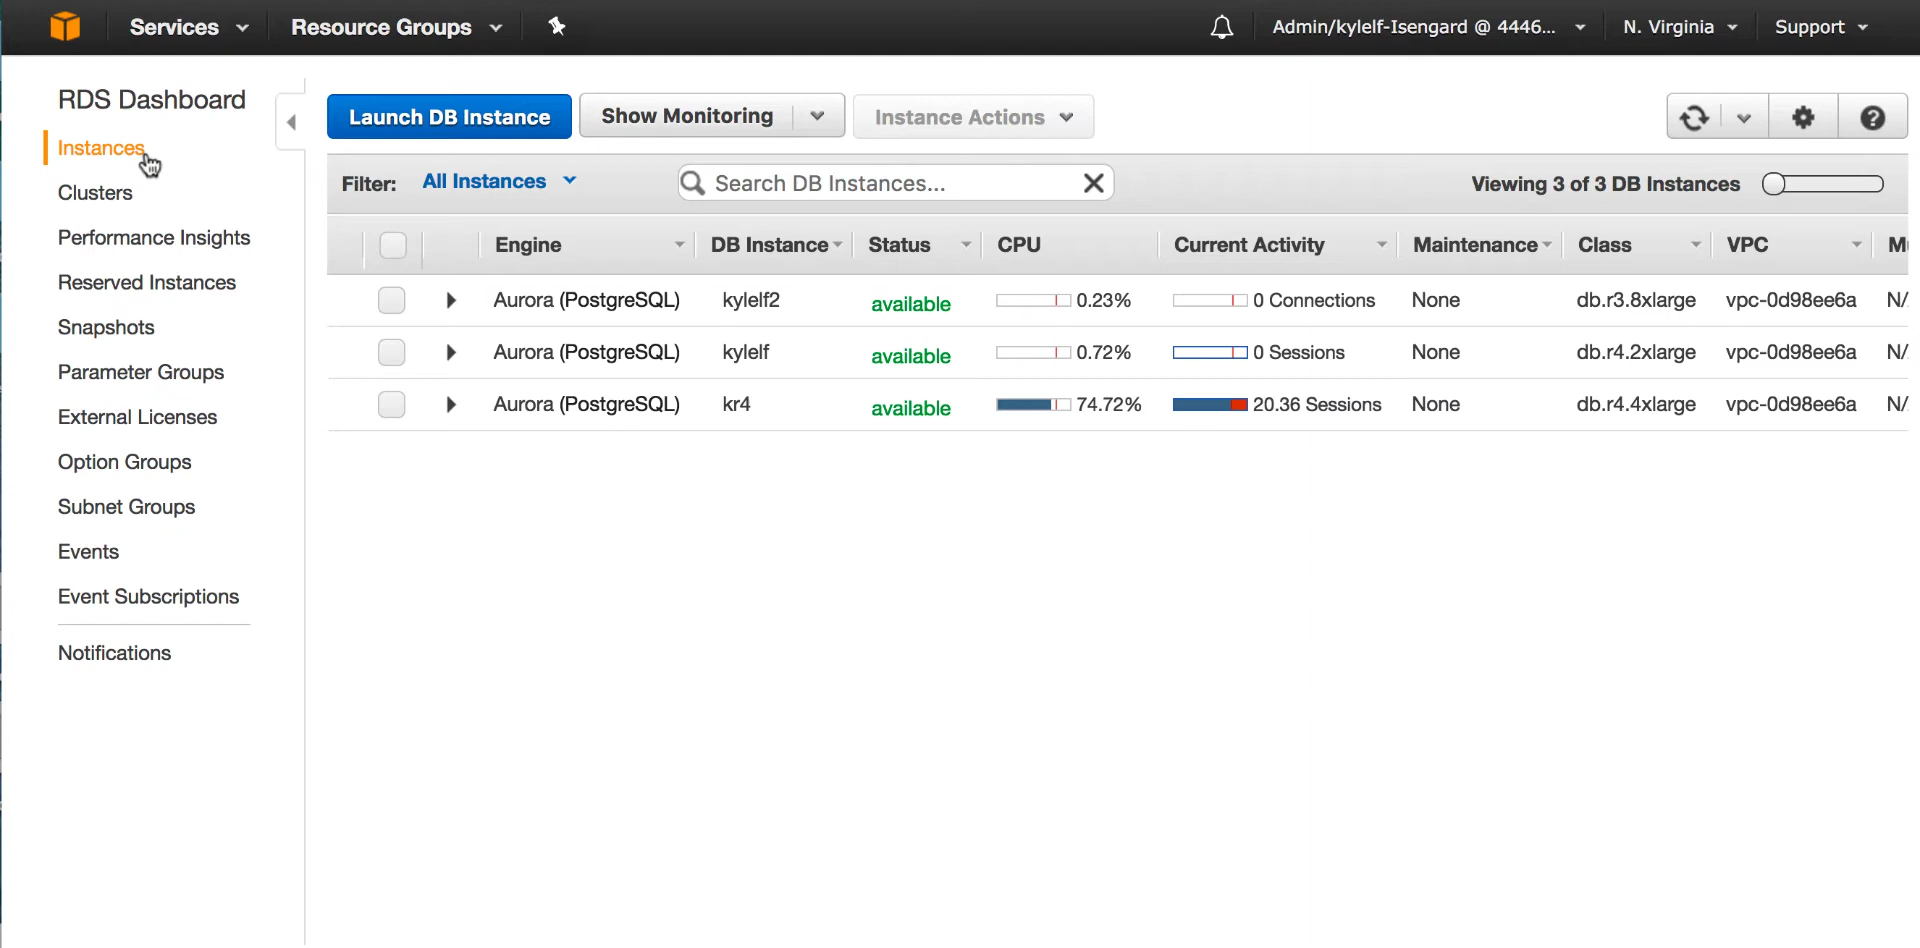 Services Resource Groups Admin/kylelf-Isengard @ 4446... N. Virginia Support
RDS Dashboard
Instances
Clusters
Performance Insights
Reserved Instances
Snapshots
Parameter Groups
External Licenses
Option Groups
Subnet Groups
Events
Event Subscriptions
Notifications
Launch DB Instance Show Monitoring Instance Actions
Filter: All Instances Search DB Instances... Viewing 3 of 3 DB Instances
Engine DB Instance Status CPU Current Activity Maintenance Class VPC
Aurora (PostgreSQL) kylelf2 available 0.23% 0 Connections None db.r3.8xlarge vpc-0d98ee6a N/
Aurora (PostgreSQL) kylelf available 0.72% 0 Sessions None db.r4.2xlarge vpc-0d98ee6a N/
Aurora (PostgreSQL) kr4 available 74.72% 20.36 Sessions None db.r4.4xlarge vpc-0d98ee6a N/